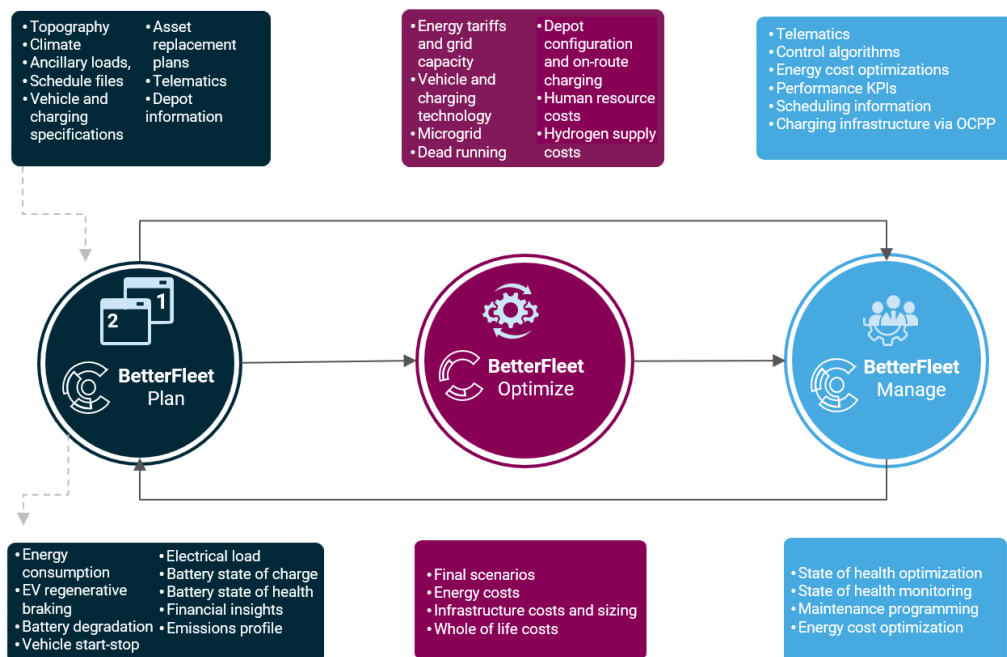 • Topography
• Climate
• Ancillary loads,
• Schedule files
• Vehicle and
charging
specifications
• Asset
replacement
plans
• Telematics
• Depot
information
• Energy tariffs
and grid
capacity
• Vehicle and
charging
technology
• Microgrid
• Dead running
• Depot
configuration
and on-route
charging
• Human resource
costs
• Hydrogen supply
costs
• Telematics
• Control algorithms
• Energy cost optimizations
• Performance KPIs
• Scheduling information
• Charging infrastructure via OCPP
1
2
BetterFleet
Plan
BetterFleet
Optimize
BetterFleet
Manage
• Energy
consumption
• EV regenerative
braking
• Battery degradation
• Vehicle start-stop
• Electrical load
• Battery state of charge
• Battery state of health
• Financial insights
• Emissions profile
• Final scenarios
• Energy costs
• Infrastructure costs and sizing
• Whole of life costs
• State of health optimization
• State of health monitoring
• Maintenance programming
• Energy cost optimization